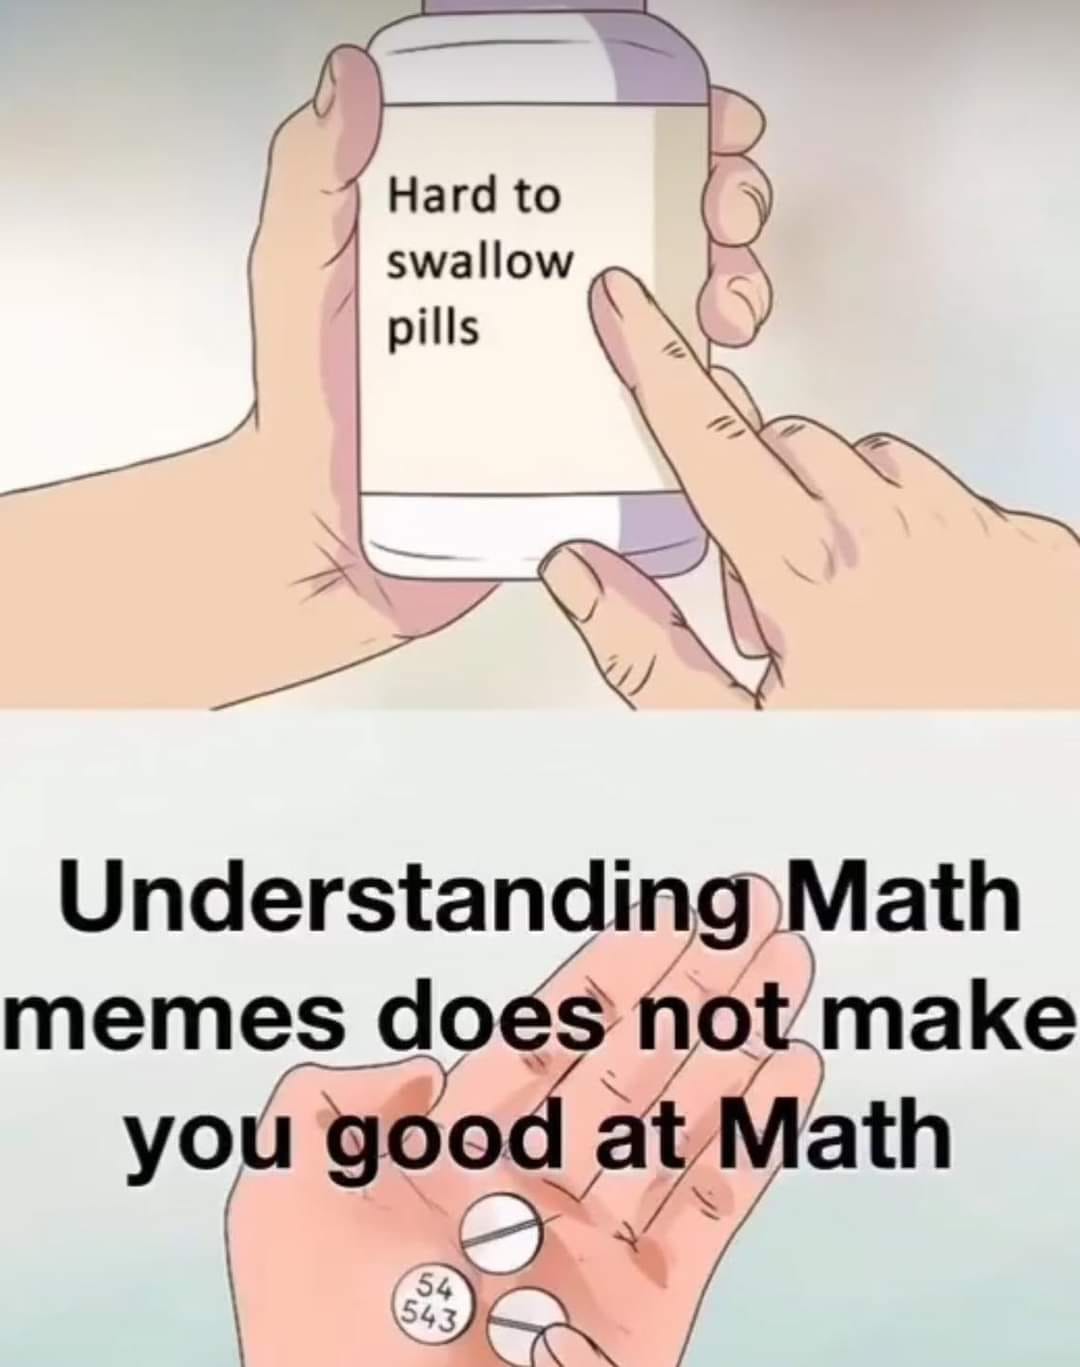 Hard to
swallow
pills
Understanding Math
memes does not make
you good at Math
54
543